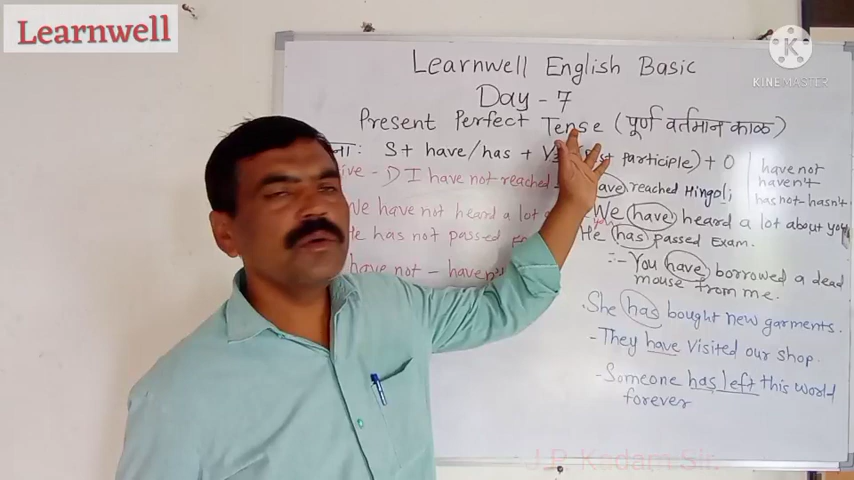 Learnwell
KINEMASTER
Learnwell English Basic
Day - 7
Present Perfect Tense (पूर्ण वर्तमान काळ)
S+ have/has + participle) + O
have not
haven't
has not - hasn't
I have not reached
have reached Hingoli
We have not heard a lot
We have heard a lot about you
He has not passed
He has passed Exam.
have not - haven't
:- You have borrowed a dead
mouse from me.
She has bought new garments.
- They have visited our shop.
- Someone has left this world
forever
J.P. Kadam Sir.